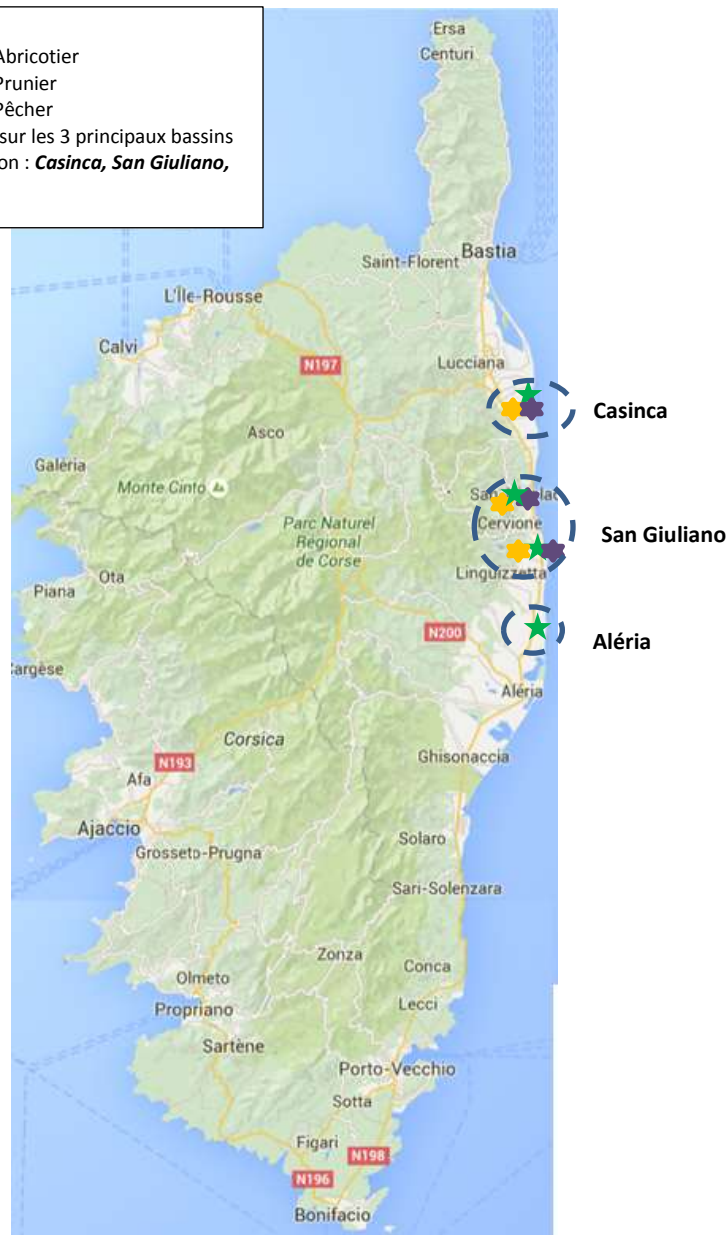 Abricotier
Prunier
Pêcher
sur les 3 principaux bassins
on : Casinca, San Giuliano,
Ersa
Centuri
Bastia
Saint-Florent
L'Île-Rousse
Calvi
Lucciana
N197
Casinca
Asco
Galéria
Monte Cinto
Parc Naturel
Régional
de Corse
Cervione
San Giuliano
Linguizzetta
Ota
Piana
N200
Aléria
Cargèse
Aléria
Corsica
Ghisonaccia
N193
Afa
Ajaccio
Grosseto-Prugna
Solaro
Sari-Solenzara
Zonza
Conca
Olmeto
Lecci
Propriano
Sartène
Porto-Vecchio
Sotta
Figari
N198
N196
Bonifacio